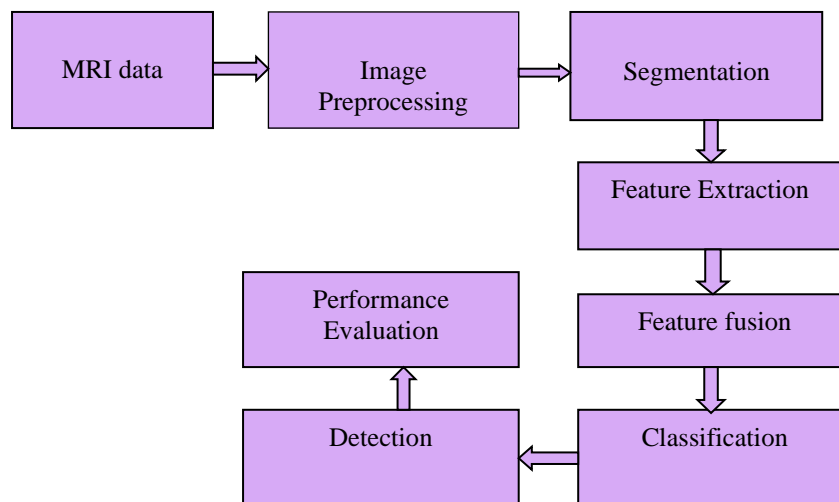 MRI data
Image
Preprocessing
Segmentation
Feature Extraction
Feature fusion
Classification
Detection
Performance
Evaluation